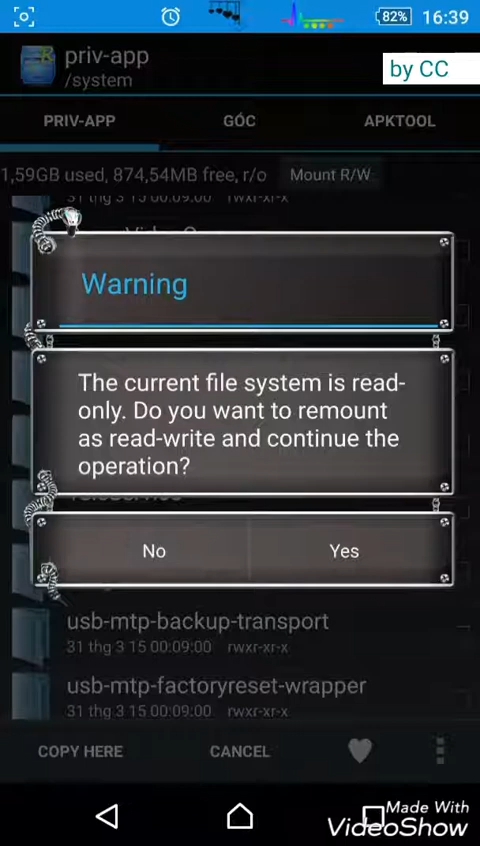 82% 16:39
priv-app
/system
by CC
PRIV-APP GÓC APKTOOL
1,59GB used, 874,54MB free, r/o Mount R/W
31 thg 3 15 00:09:00 rwxr-xr-x
Warning
The current file system is read-
only. Do you want to remount
as read-write and continue the
operation?
No Yes
usb-mtp-backup-transport
31 thg 3 15 00:09:00 rwxr-xr-x
usb-mtp-factoryreset-wrapper
31 thg 3 15 00:09:00 rwxr-xr-x
COPY HERE CANCEL
Made With
VideoShow